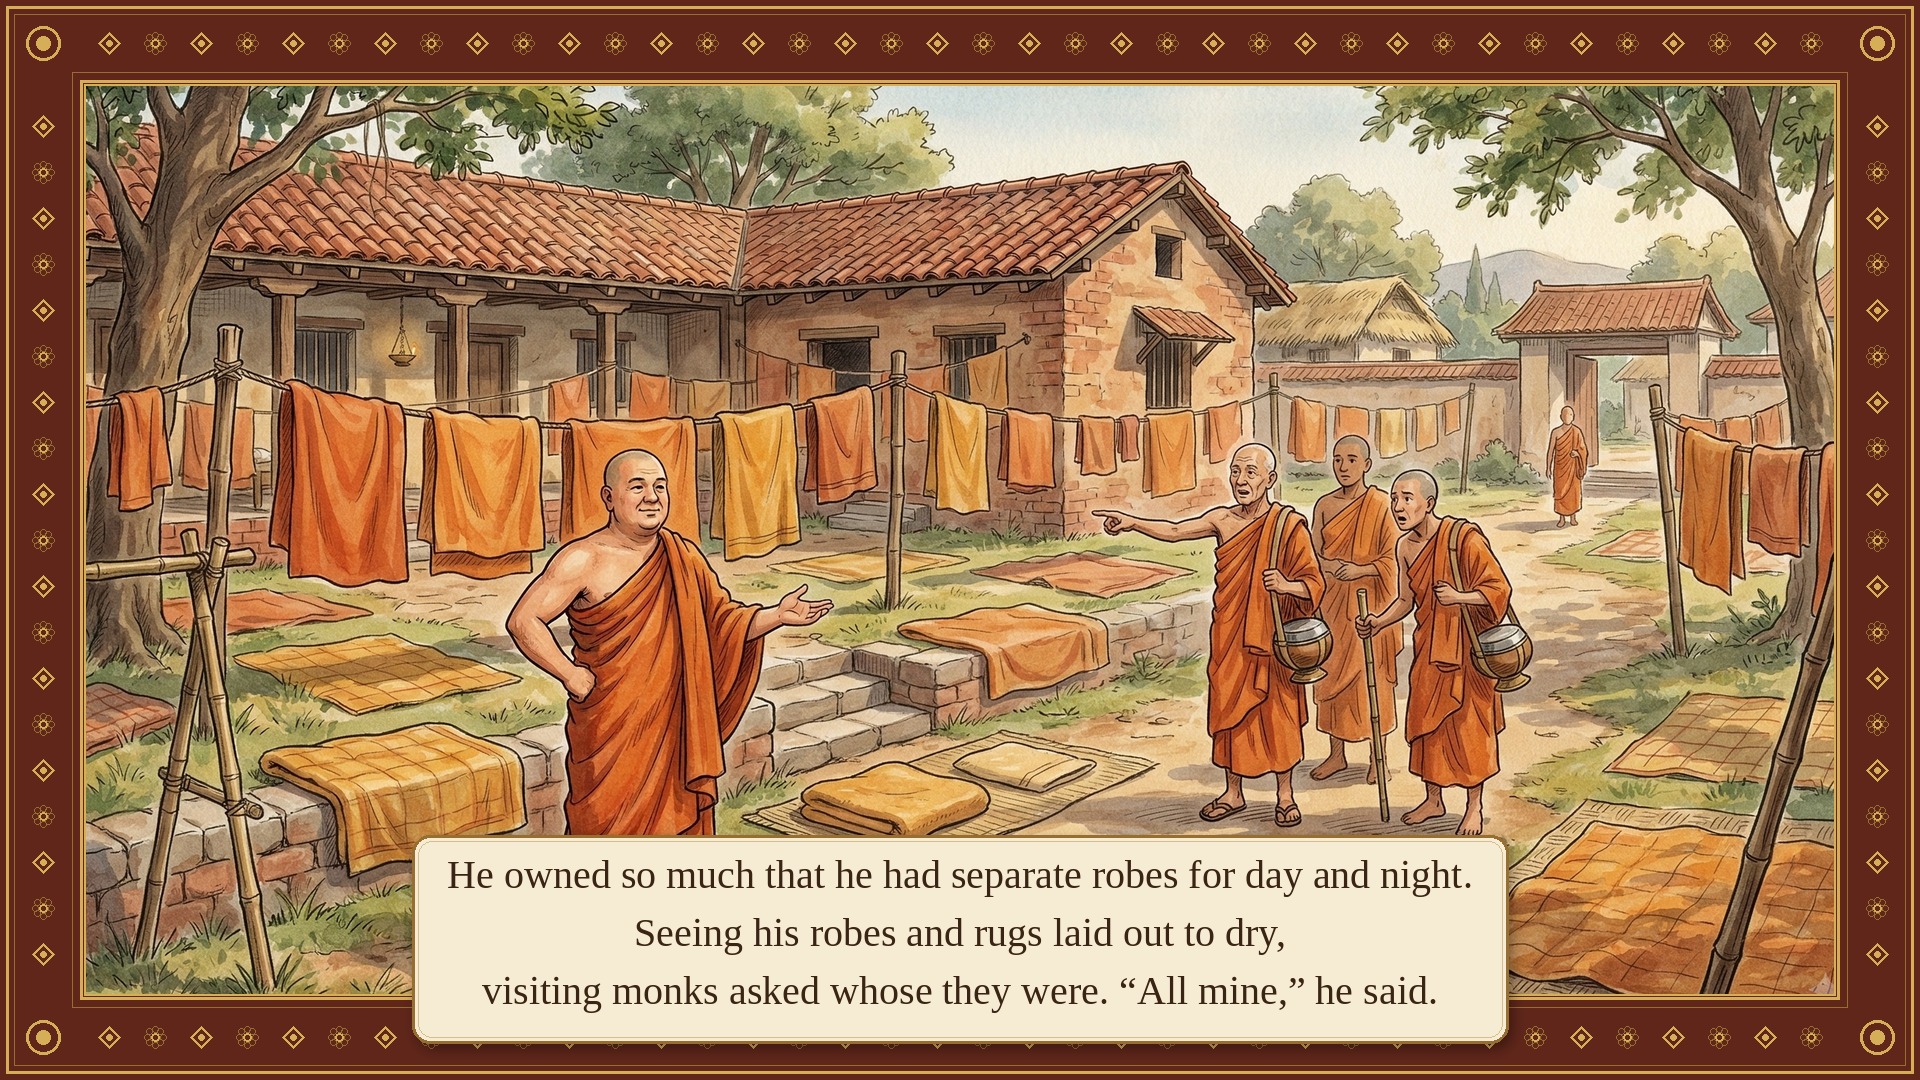 He owned so much that he had separate robes for day and night.
Seeing his robes and rugs laid out to dry,
visiting monks asked whose they were. “All mine,” he said.